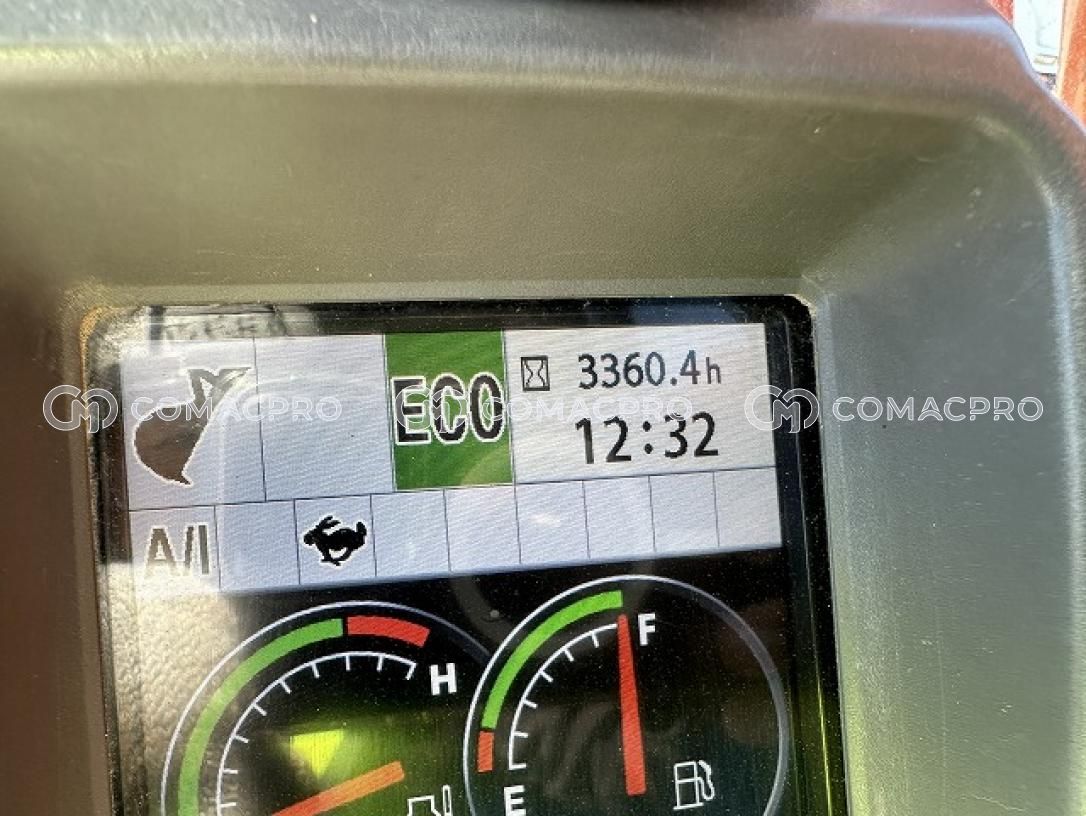 ECO
3360.4h
12:32
COMACPRO COMACPRO COMACPRO
A/I
H
F
E